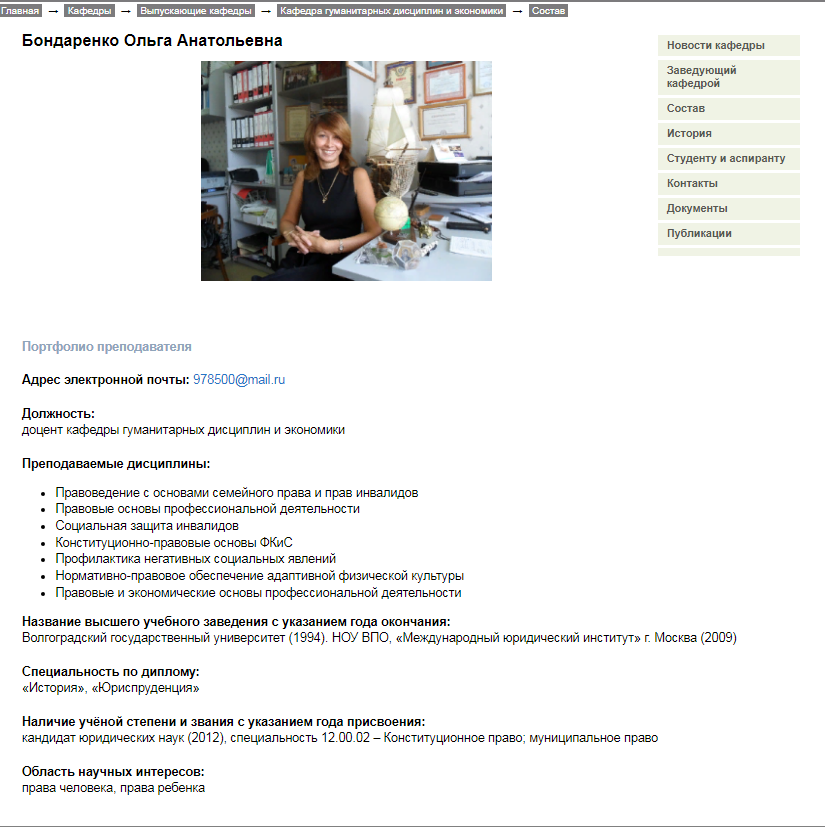 Главная → Кафедры → Выпускающие кафедры → Кафедра гуманитарных дисциплин и экономики → Состав
Бондаренко Ольга Анатольевна
Новости кафедры
Заведующий
кафедрой
Состав
История
Студенту и аспиранту
Контакты
Документы
Публикации
Портфолио преподавателя
Адрес электронной почты: 978500@mail.ru
Должность:
доцент кафедры гуманитарных дисциплин и экономики
Преподаваемые дисциплины:
• Правоведение с основами семейного права и прав инвалидов
• Правовые основы профессиональной деятельности
• Социальная защита инвалидов
• Конституционно-правовые основы ФКиС
• Профилактика негативных социальных явлений
• Нормативно-правовое обеспечение адаптивной физической культуры
• Правовые и экономические основы профессиональной деятельности
Название высшего учебного заведения с указанием года окончания:
Волгоградский государственный университет (1994). НОУ ВПО, «Международный юридический институт» г. Москва (2009)
Специальность по диплому:
«История», «Юриспруденция»
Наличие учёной степени и звания с указанием года присвоения:
кандидат юридических наук (2012), специальность 12.00.02 – Конституционное право; муниципальное право
Область научных интересов:
права человека, права ребенка